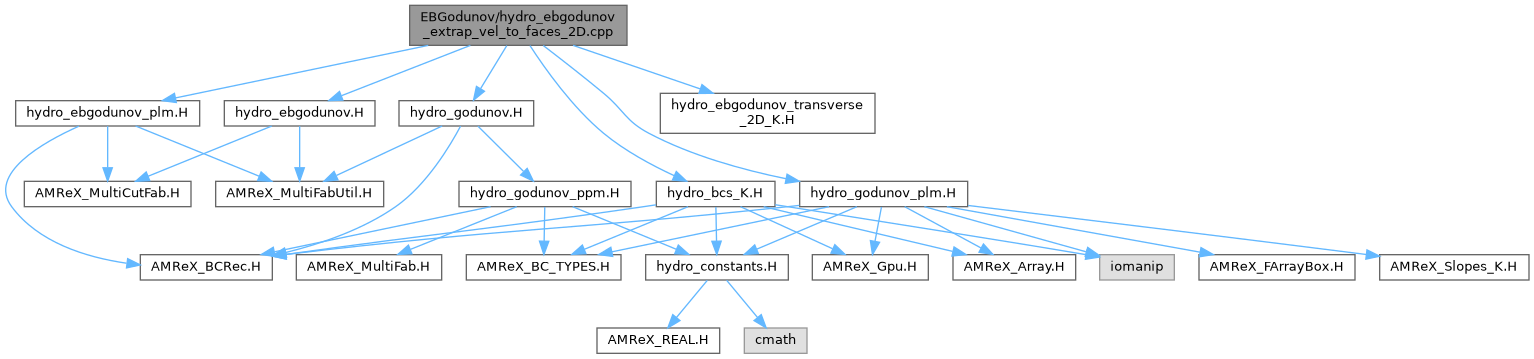 EBGodunov/hydro_ebgodunov
_extrap_vel_to_faces_2D.cpp
hydro_ebgodunov_plm.H
hydro_ebgodunov.H
hydro_godunov.H
hydro_ebgodunov_transverse
_2D_K.H
AMReX_MultiCutFab.H
AMReX_MultiFabUtil.H
hydro_godunov_ppm.H
hydro_bcs_K.H
hydro_godunov_plm.H
AMReX_BCRec.H
AMReX_MultiFab.H
AMReX_BC_TYPES.H
hydro_constants.H
AMReX_Gpu.H
AMReX_Array.H
iomanip
AMReX_FArrayBox.H
AMReX_Slopes_K.H
AMReX_REAL.H
cmath